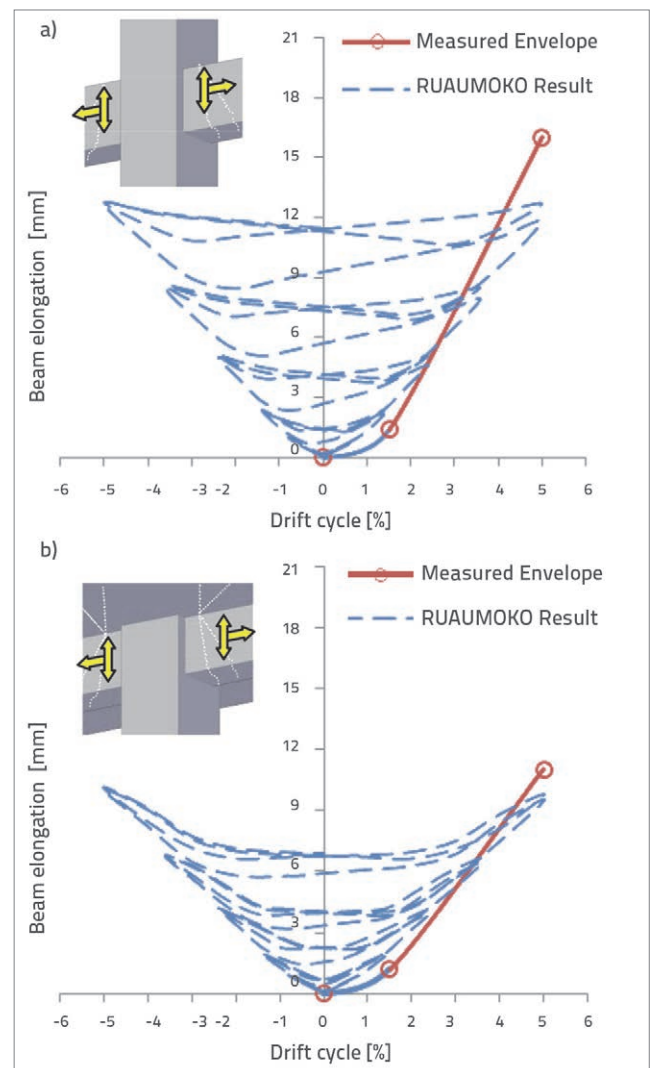 a)
21
Measured Envelope
18
RUAUMOKO Result
15
12
9
6
3
0
Beam elongation [mm]
-6 -5 -4 -3 -2 -1 0 1 2 3 4 5 6
Drift cycle [%]
b)
21
Measured Envelope
18
RUAUMOKO Result
15
12
9
6
3
0
Beam elongation [mm]
-6 -5 -4 -3 -2 -1 0 1 2 3 4 5 6
Drift cycle [%]